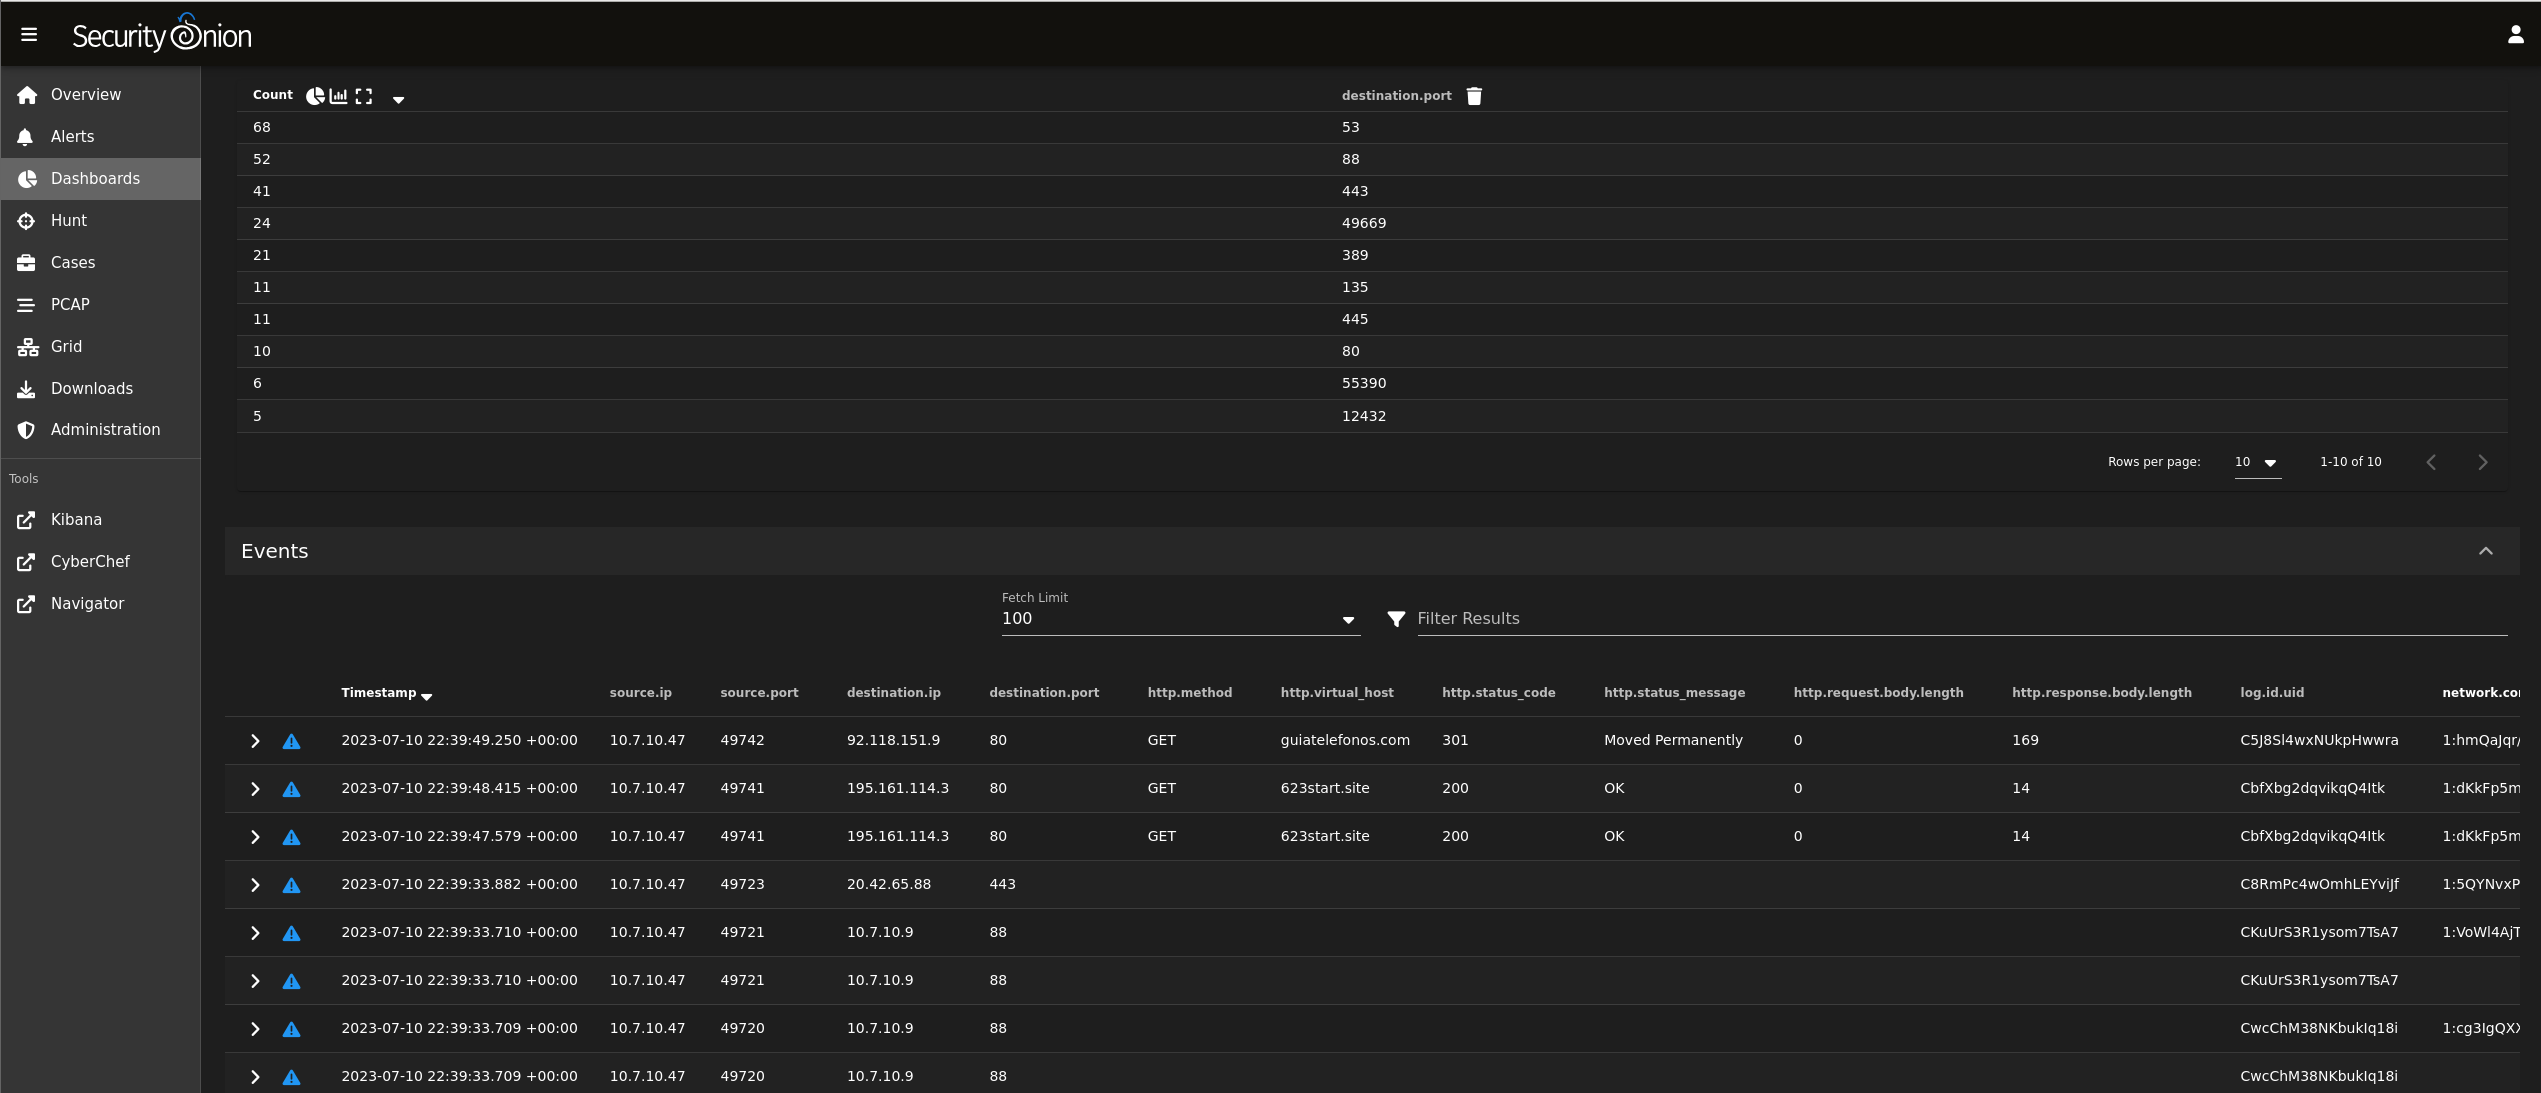 Security Onion
Overview
Alerts
Dashboards
Hunt
Cases
PCAP
Grid
Downloads
Administration
Tools
Kibana
CyberChef
Navigator
Count destination.port
68 53
52 88
41 443
24 49669
21 389
11 135
11 445
10 80
6 55390
5 12432
Rows per page: 10 1-10 of 10
Events
Fetch Limit
100 Filter Results
Timestamp source.ip source.port destination.ip destination.port http.method http.virtual_host http.status_code http.status_message http.request.body.length http.response.body.length log.id.uid network.co
2023-07-10 22:39:49.250 +00:00 10.7.10.47 49742 92.118.151.9 80 GET guiatelefonos.com 301 Moved Permanently 0 169 C5J8Sl4wxNUkpHwwra 1:hmQaJqr/
2023-07-10 22:39:48.415 +00:00 10.7.10.47 49741 195.161.114.3 80 GET 623start.site 200 OK 0 14 CbfXbg2dqvikqQ4Itk 1:dKkFp5m
2023-07-10 22:39:47.579 +00:00 10.7.10.47 49741 195.161.114.3 80 GET 623start.site 200 OK 0 14 CbfXbg2dqvikqQ4Itk 1:dKkFp5m
2023-07-10 22:39:33.882 +00:00 10.7.10.47 49723 20.42.65.88 443 C8RmPc4wOmhLEYviJf 1:5QYNvxP
2023-07-10 22:39:33.710 +00:00 10.7.10.47 49721 10.7.10.9 88 CKuUrS3R1ysom7TsA7 1:VoWl4AjT
2023-07-10 22:39:33.710 +00:00 10.7.10.47 49721 10.7.10.9 88 CKuUrS3R1ysom7TsA7
2023-07-10 22:39:33.709 +00:00 10.7.10.47 49720 10.7.10.9 88 CwcChM38NKbukIq18i 1:cg3IgQX
2023-07-10 22:39:33.709 +00:00 10.7.10.47 49720 10.7.10.9 88 CwcChM38NKbukIq18i